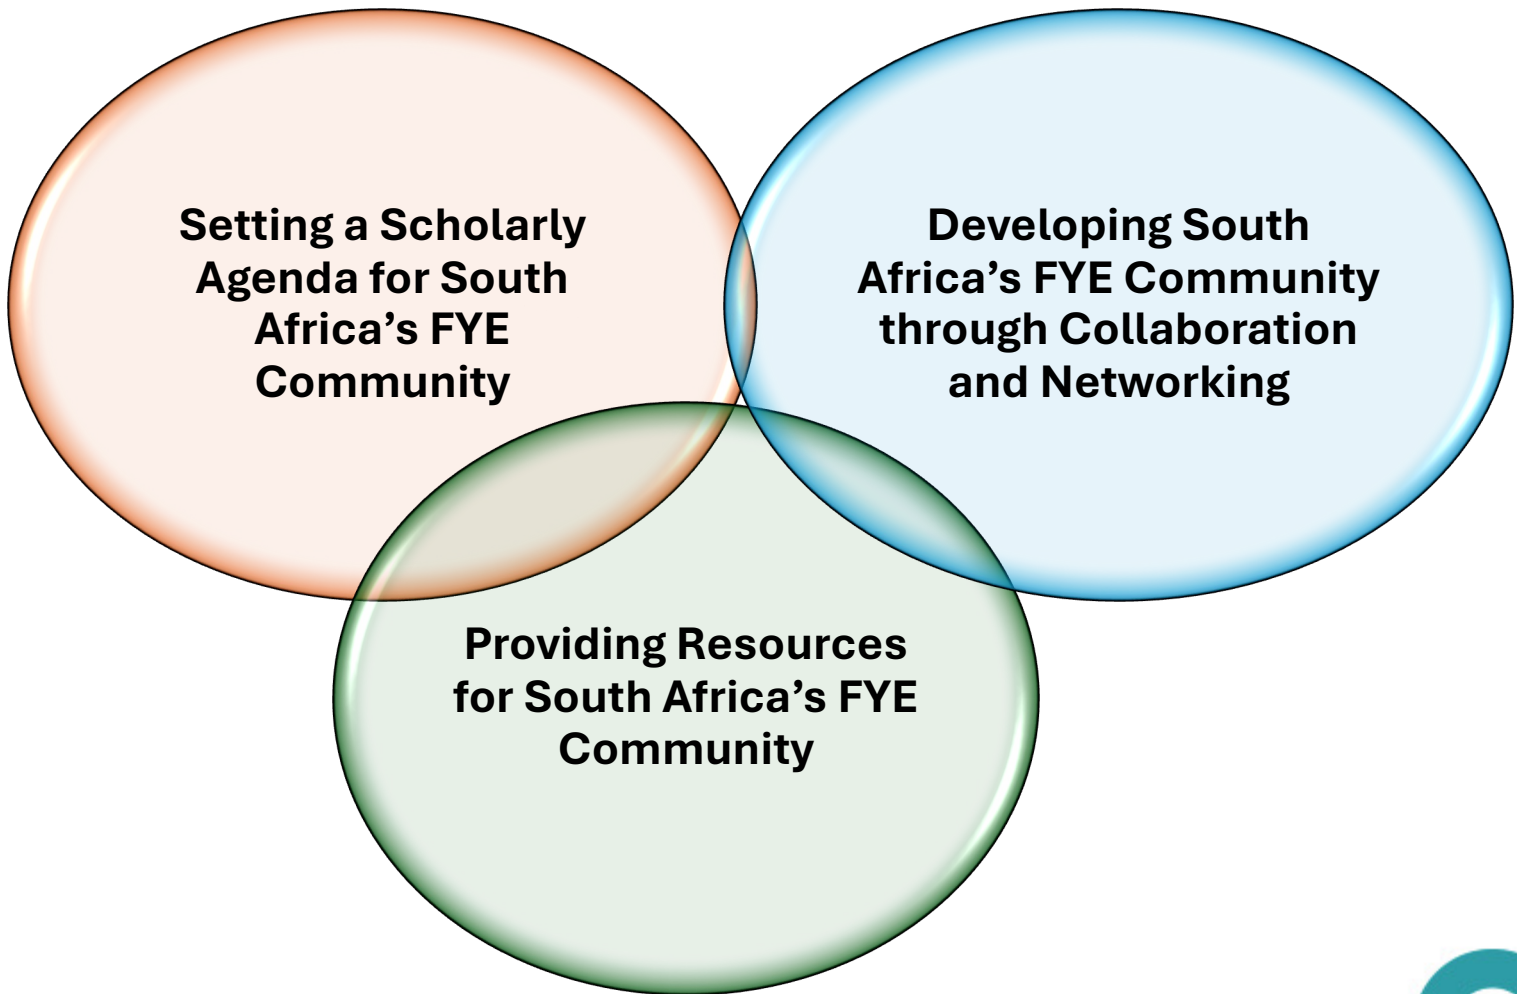 Setting a Scholarly
Agenda for South
Africa’s FYE
Community
Developing South
Africa’s FYE Community
through Collaboration
and Networking
Providing Resources
for South Africa’s FYE
Community